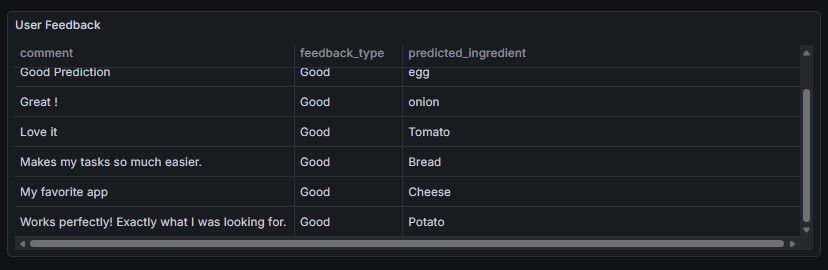 User Feedback
comment feedback_type predicted_ingredient
Good Prediction Good egg
Great ! Good onion
Love it Good Tomato
Makes my tasks so much easier. Good Bread
My favorite app Good Cheese
Works perfectly! Exactly what I was looking for. Good Potato